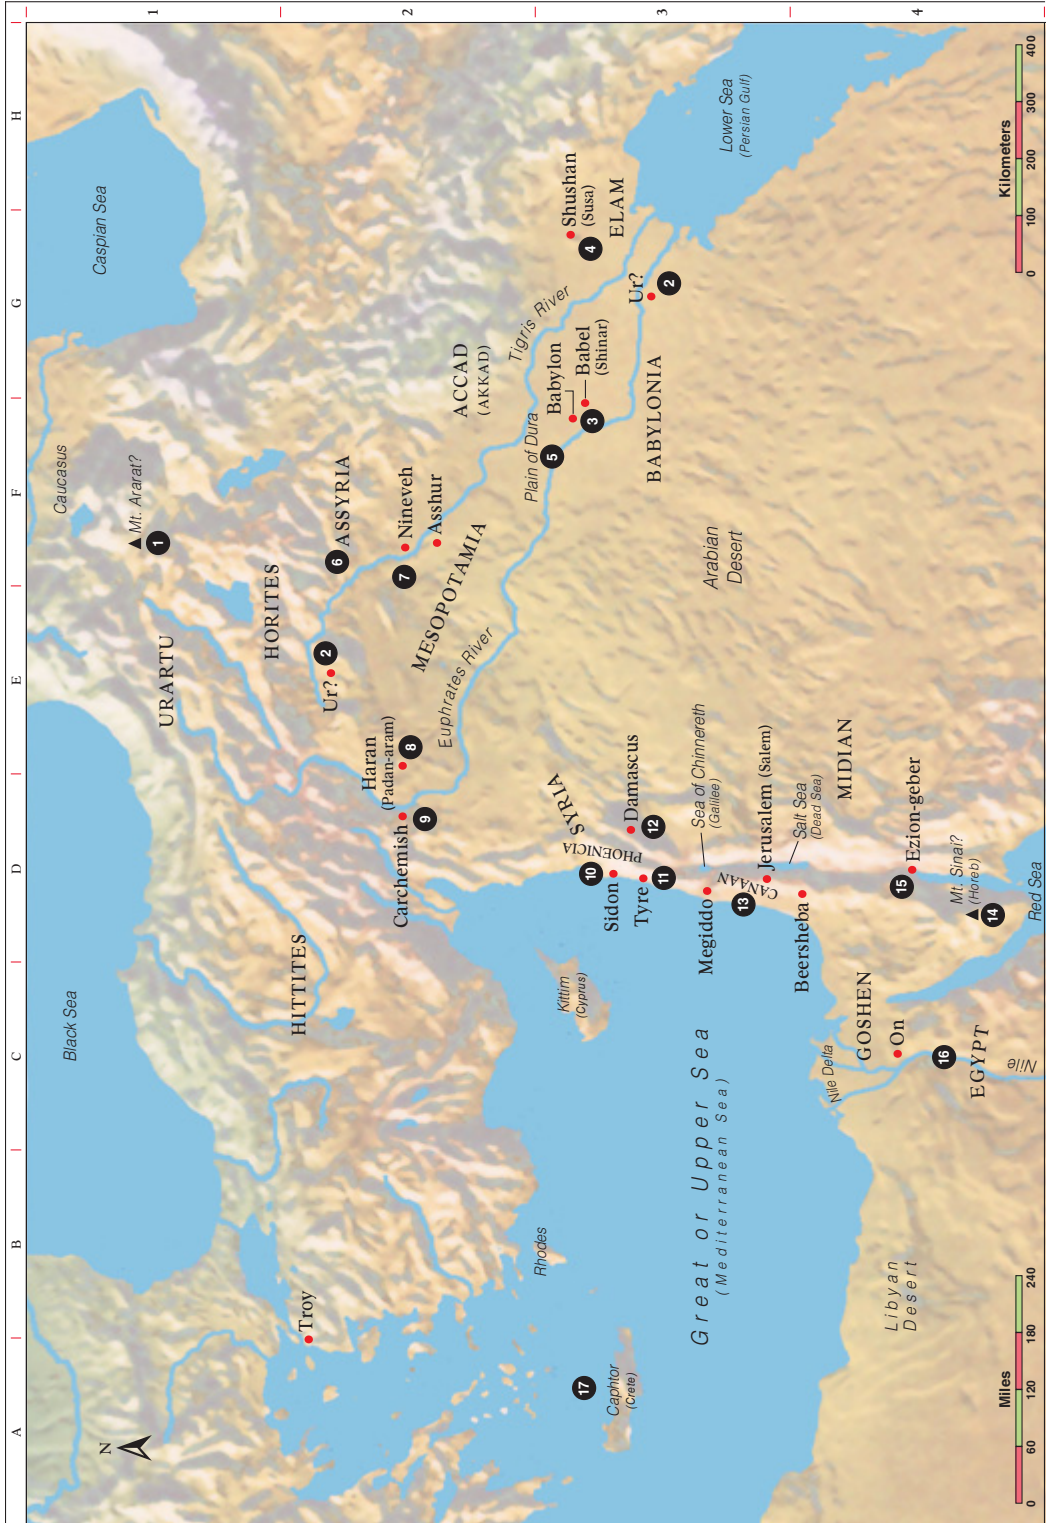 A
B
C
D
E
F
G
H
1
2
3
4
N
Black Sea
Caucasus
Caspian Sea
Mt. Ararat?
1
URARTU
HORITES
HITTITES
Troy
6
ASSYRIA
2
Ur?
7
Nineveh
Asshur
MESOPOTAMIA
Haran
(Padan-aram)
8
Carchemish
9
Euphrates River
ACCAD
(AKKAD)
Tigris River
Plain of Dura
5
Babylon
Babel
(Shinar)
3
Shushan
(Susa)
4
ELAM
Ur?
2
BABYLONIA
Lower Sea
(Persian Gulf)
Arabian
Desert
SYRIA
PHOENICIA
10
Sidon
Tyre
11
Damascus
12
Kittim
(Cyprus)
Rhodes
17
Caphtor
(Crete)
Great or Upper Sea
(Mediterranean Sea)
Sea of Chinnereth
(Galilee)
Megiddo
13
CANAAN
Jerusalem (Salem)
Salt Sea
(Dead Sea)
Beersheba
MIDIAN
15
Ezion-geber
Mt. Sinai?
(Horeb)
14
Red Sea
Nile Delta
GOSHEN
On
16
EGYPT
Nile
Libyan
Desert
Miles
0
60
120
180
240
Kilometers
0
100
200
300
400